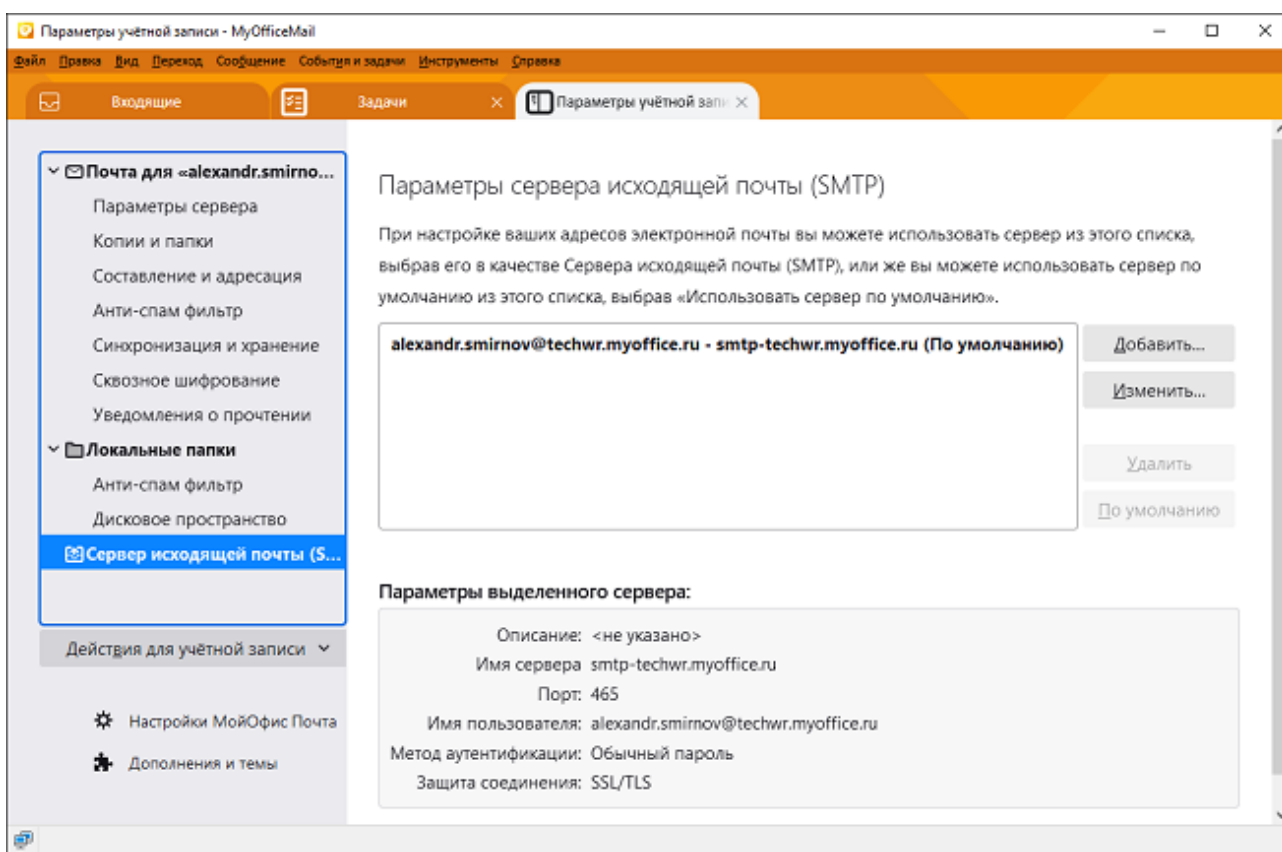 Параметры учётной записи - MyOfficeMail
Файл Правка Вид Переход Сообщение События и задачи Инструменты Справка
Входящие
Задачи
Параметры учётной запи
Почта для «alexandr.smirno...
Параметры сервера
Копии и папки
Составление и адресация
Анти-спам фильтр
Синхронизация и хранение
Сквозное шифрование
Уведомления о прочтении
Локальные папки
Анти-спам фильтр
Дисковое пространство
Сервер исходящей почты (S...
Действия для учётной записи
Настройки МойОфис Почта
Дополнения и темы
Параметры сервера исходящей почты (SMTP)
При настройке ваших адресов электронной почты вы можете использовать сервер из этого списка,
выбрав его в качестве Сервера исходящей почты (SMTP), или же вы можете использовать сервер по
умолчанию из этого списка, выбрав «Использовать сервер по умолчанию».
alexandr.smirnov@techwr.myoffice.ru - smtp-techwr.myoffice.ru (По умолчанию)
Добавить...
Изменить...
Удалить
По умолчанию
Параметры выделенного сервера:
Описание: <не указано>
Имя сервера smtp-techwr.myoffice.ru
Порт: 465
Имя пользователя: alexandr.smirnov@techwr.myoffice.ru
Метод аутентификации: Обычный пароль
Защита соединения: SSL/TLS